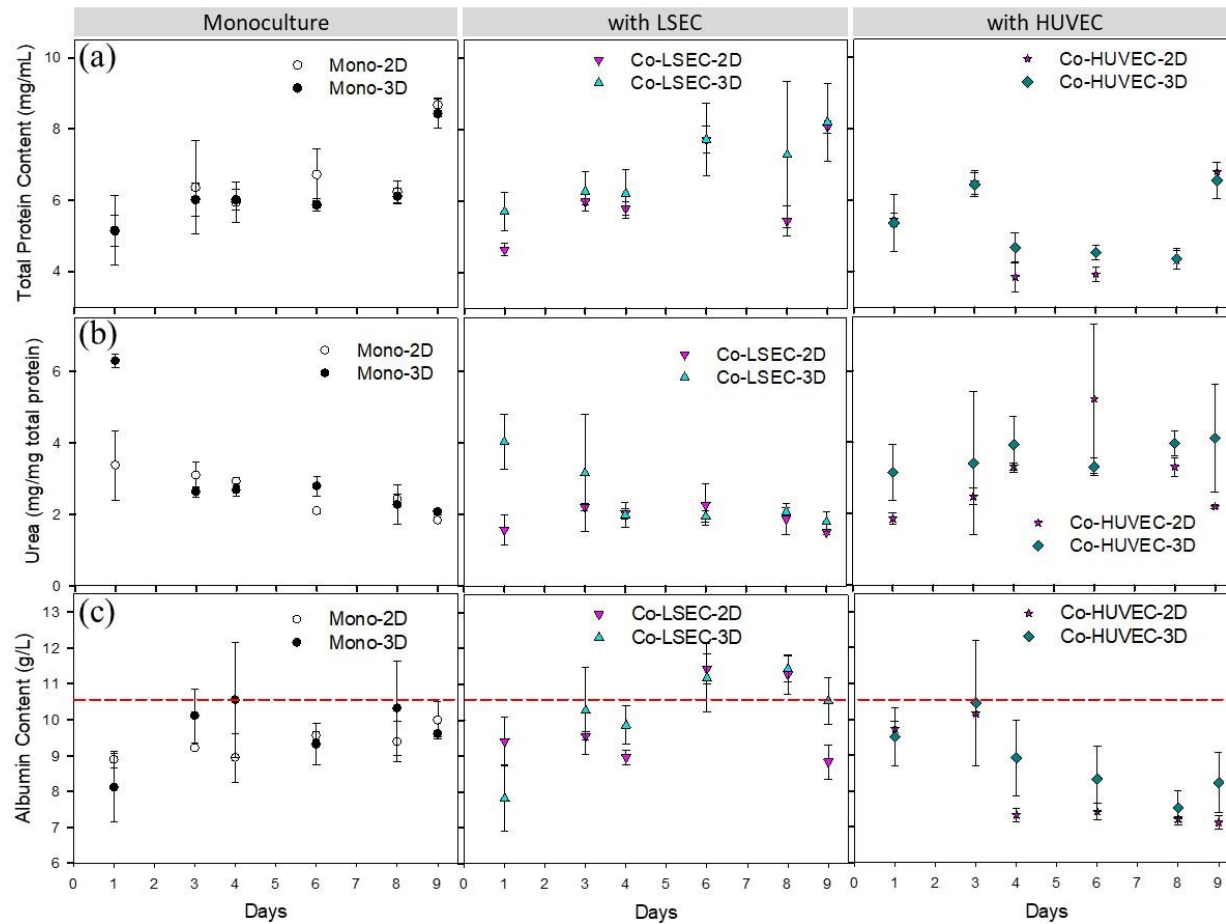 Monoculture
with LSEC
with HUVEC
(a)
Total Protein Content (mg/mL)
10
8
6
4
Mono-2D
Mono-3D
Co-LSEC-2D
Co-LSEC-3D
Co-HUVEC-2D
Co-HUVEC-3D
(b)
Urea (mg/mg total protein)
6
4
2
0
Mono-2D
Mono-3D
Co-LSEC-2D
Co-LSEC-3D
Co-HUVEC-2D
Co-HUVEC-3D
(c)
Albumin Content (g/L)
13
12
11
10
9
8
7
6
Mono-2D
Mono-3D
Co-LSEC-2D
Co-LSEC-3D
Co-HUVEC-2D
Co-HUVEC-3D
0 1 2 3 4 5 6 7 8 9
0 1 2 3 4 5 6 7 8 9
0 1 2 3 4 5 6 7 8 9
Days
Days
Days